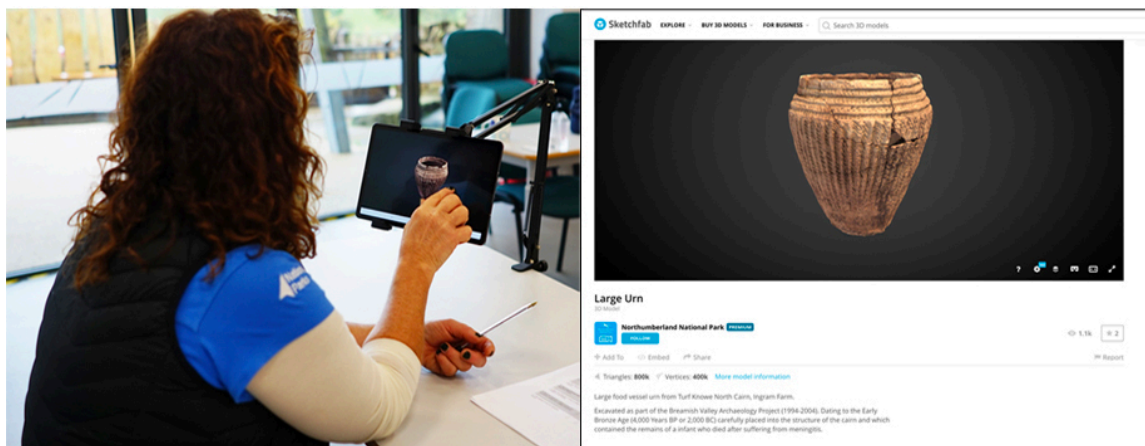 Nation
Parks
Sketchfab EXPLORE BUY 3D MODELS FOR BUSINESS Search 3D models
?
Large Urn
3D Model
Northumberland National Park PREMIUM
FOLLOW
1.1k 2
Add To Embed Share Report
Triangles: 800k Vertices: 400k More model information
Large food vessel urn from Turf Knowe North Cairn, Ingram Farm.
Excavated as part of the Breamish Valley Archaeology Project (1994-2004). Dating to the Early
Bronze Age (4,000 Years BP or 2,000 BC) carefully placed into the structure of the cairn and which
contained the remains of a infant who died after suffering from meningitis.